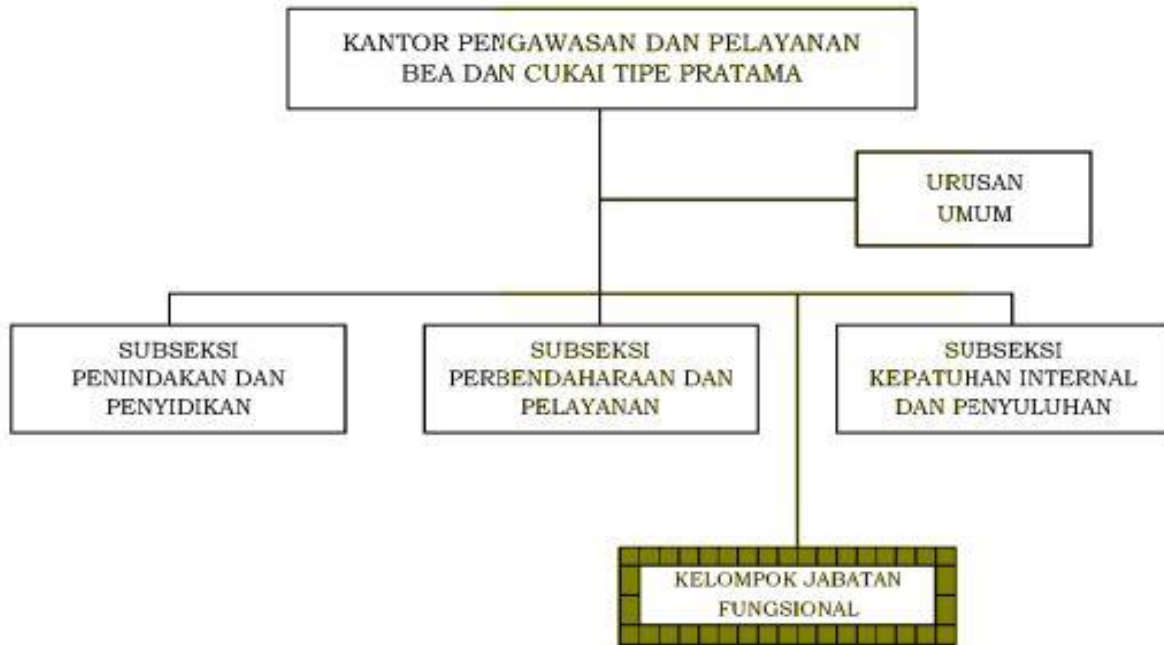 KANTOR PENGAWASAN DAN PELAYANAN
BEA DAN CUKAI TIPE PRATAMA
URUSAN
UMUM
SUBSEKSI
PENINDAKAN DAN
PENYIDIKAN
SUBSEKSI
PERBENDAHARAAN DAN
PELAYANAN
SUBSEKSI
KEPATUHAN INTERNAL
DAN PENYULUHAN
KELOMPOK JABATAN
FUNGSIONAL